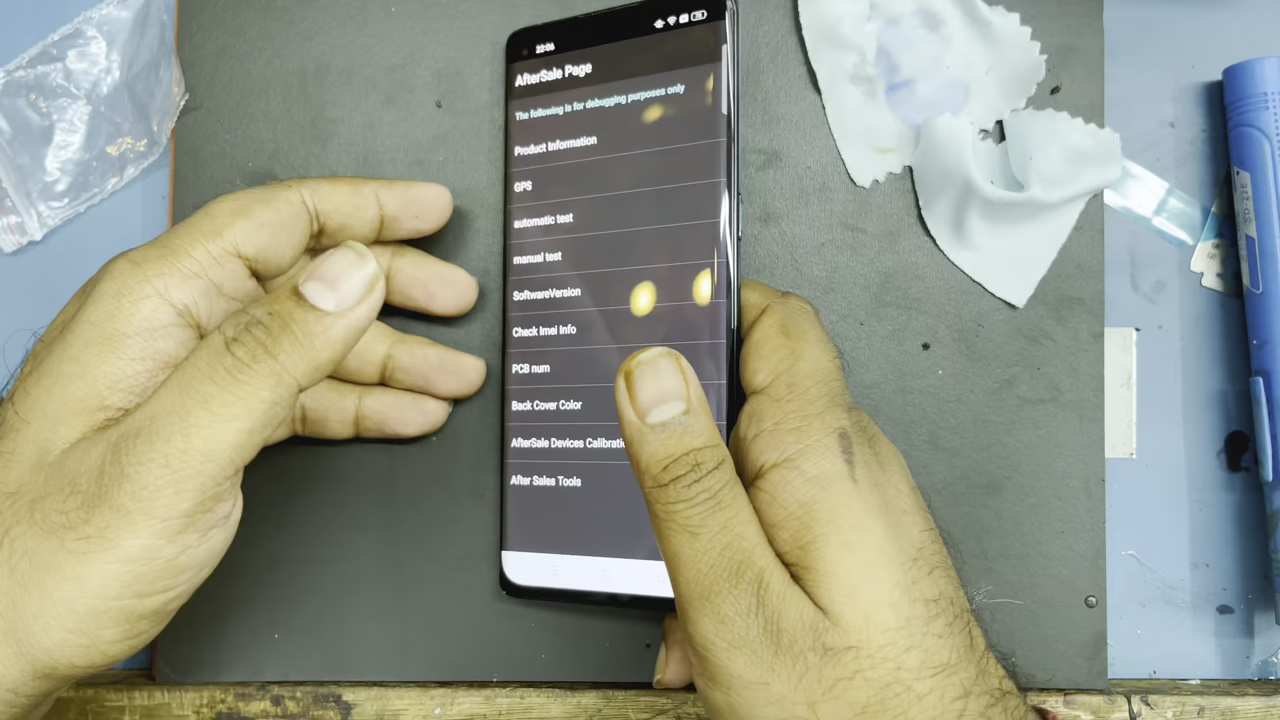 22:06
AfterSale Page
The following is for debugging purposes only
Product Information
GPS
automatic test
manual test
SoftwareVersion
Check Imei Info
PCB num
Back Cover Color
AfterSale Devices Calibratio
After Sales Tools